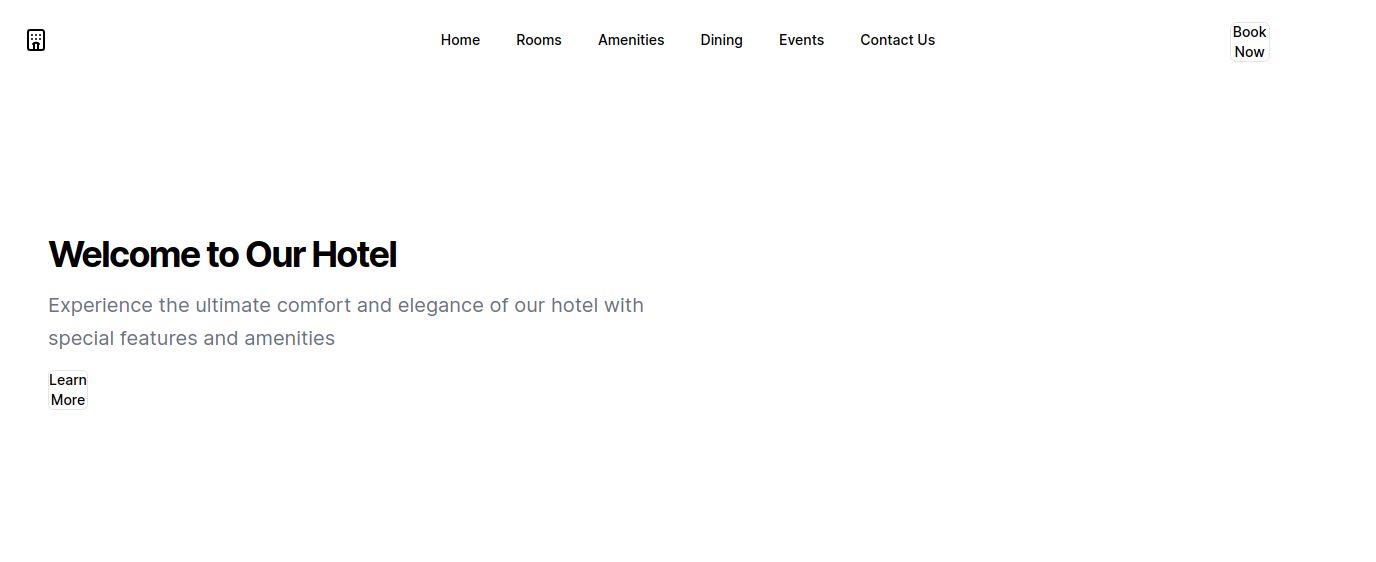 Home Rooms Amenities Dining Events Contact Us
Book
Now
Welcome to Our Hotel
Experience the ultimate comfort and elegance of our hotel with
special features and amenities
Learn
More